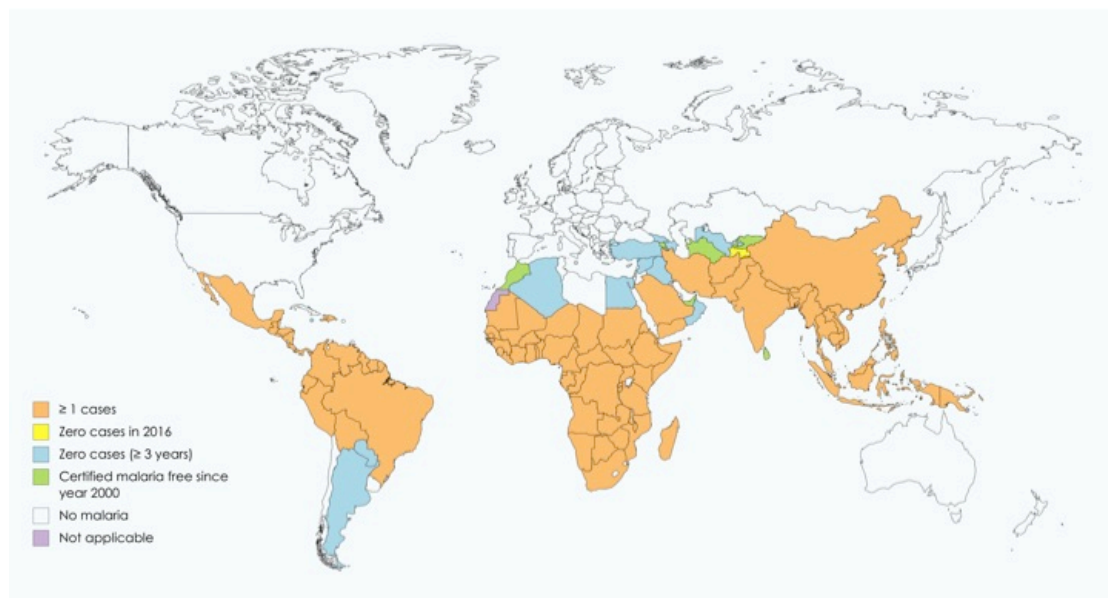 ≥ 1 cases
Zero cases in 2016
Zero cases (≥ 3 years)
Certified malaria free since
year 2000
No malaria
Not applicable